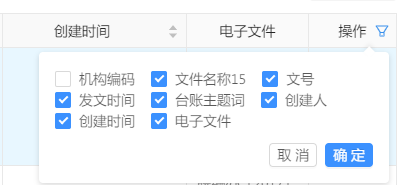 创建时间 电子文件 操作
机构编码 文件名称15 文号
发文时间 台账主题词 创建人
创建时间 电子文件
取消 确定